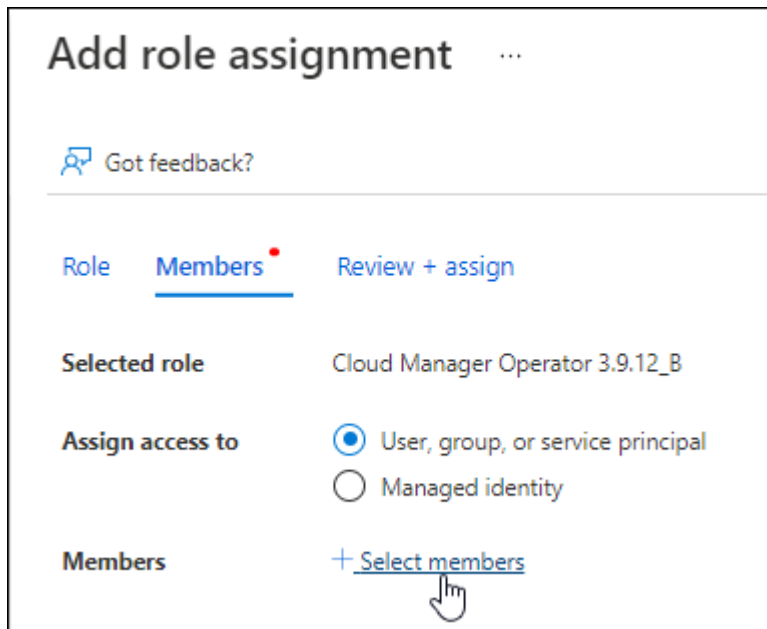 Add role assignment ...
Got feedback?
Role Members Review + assign
Selected role Cloud Manager Operator 3.9.12_B
Assign access to User, group, or service principal
Managed identity
Members + Select members